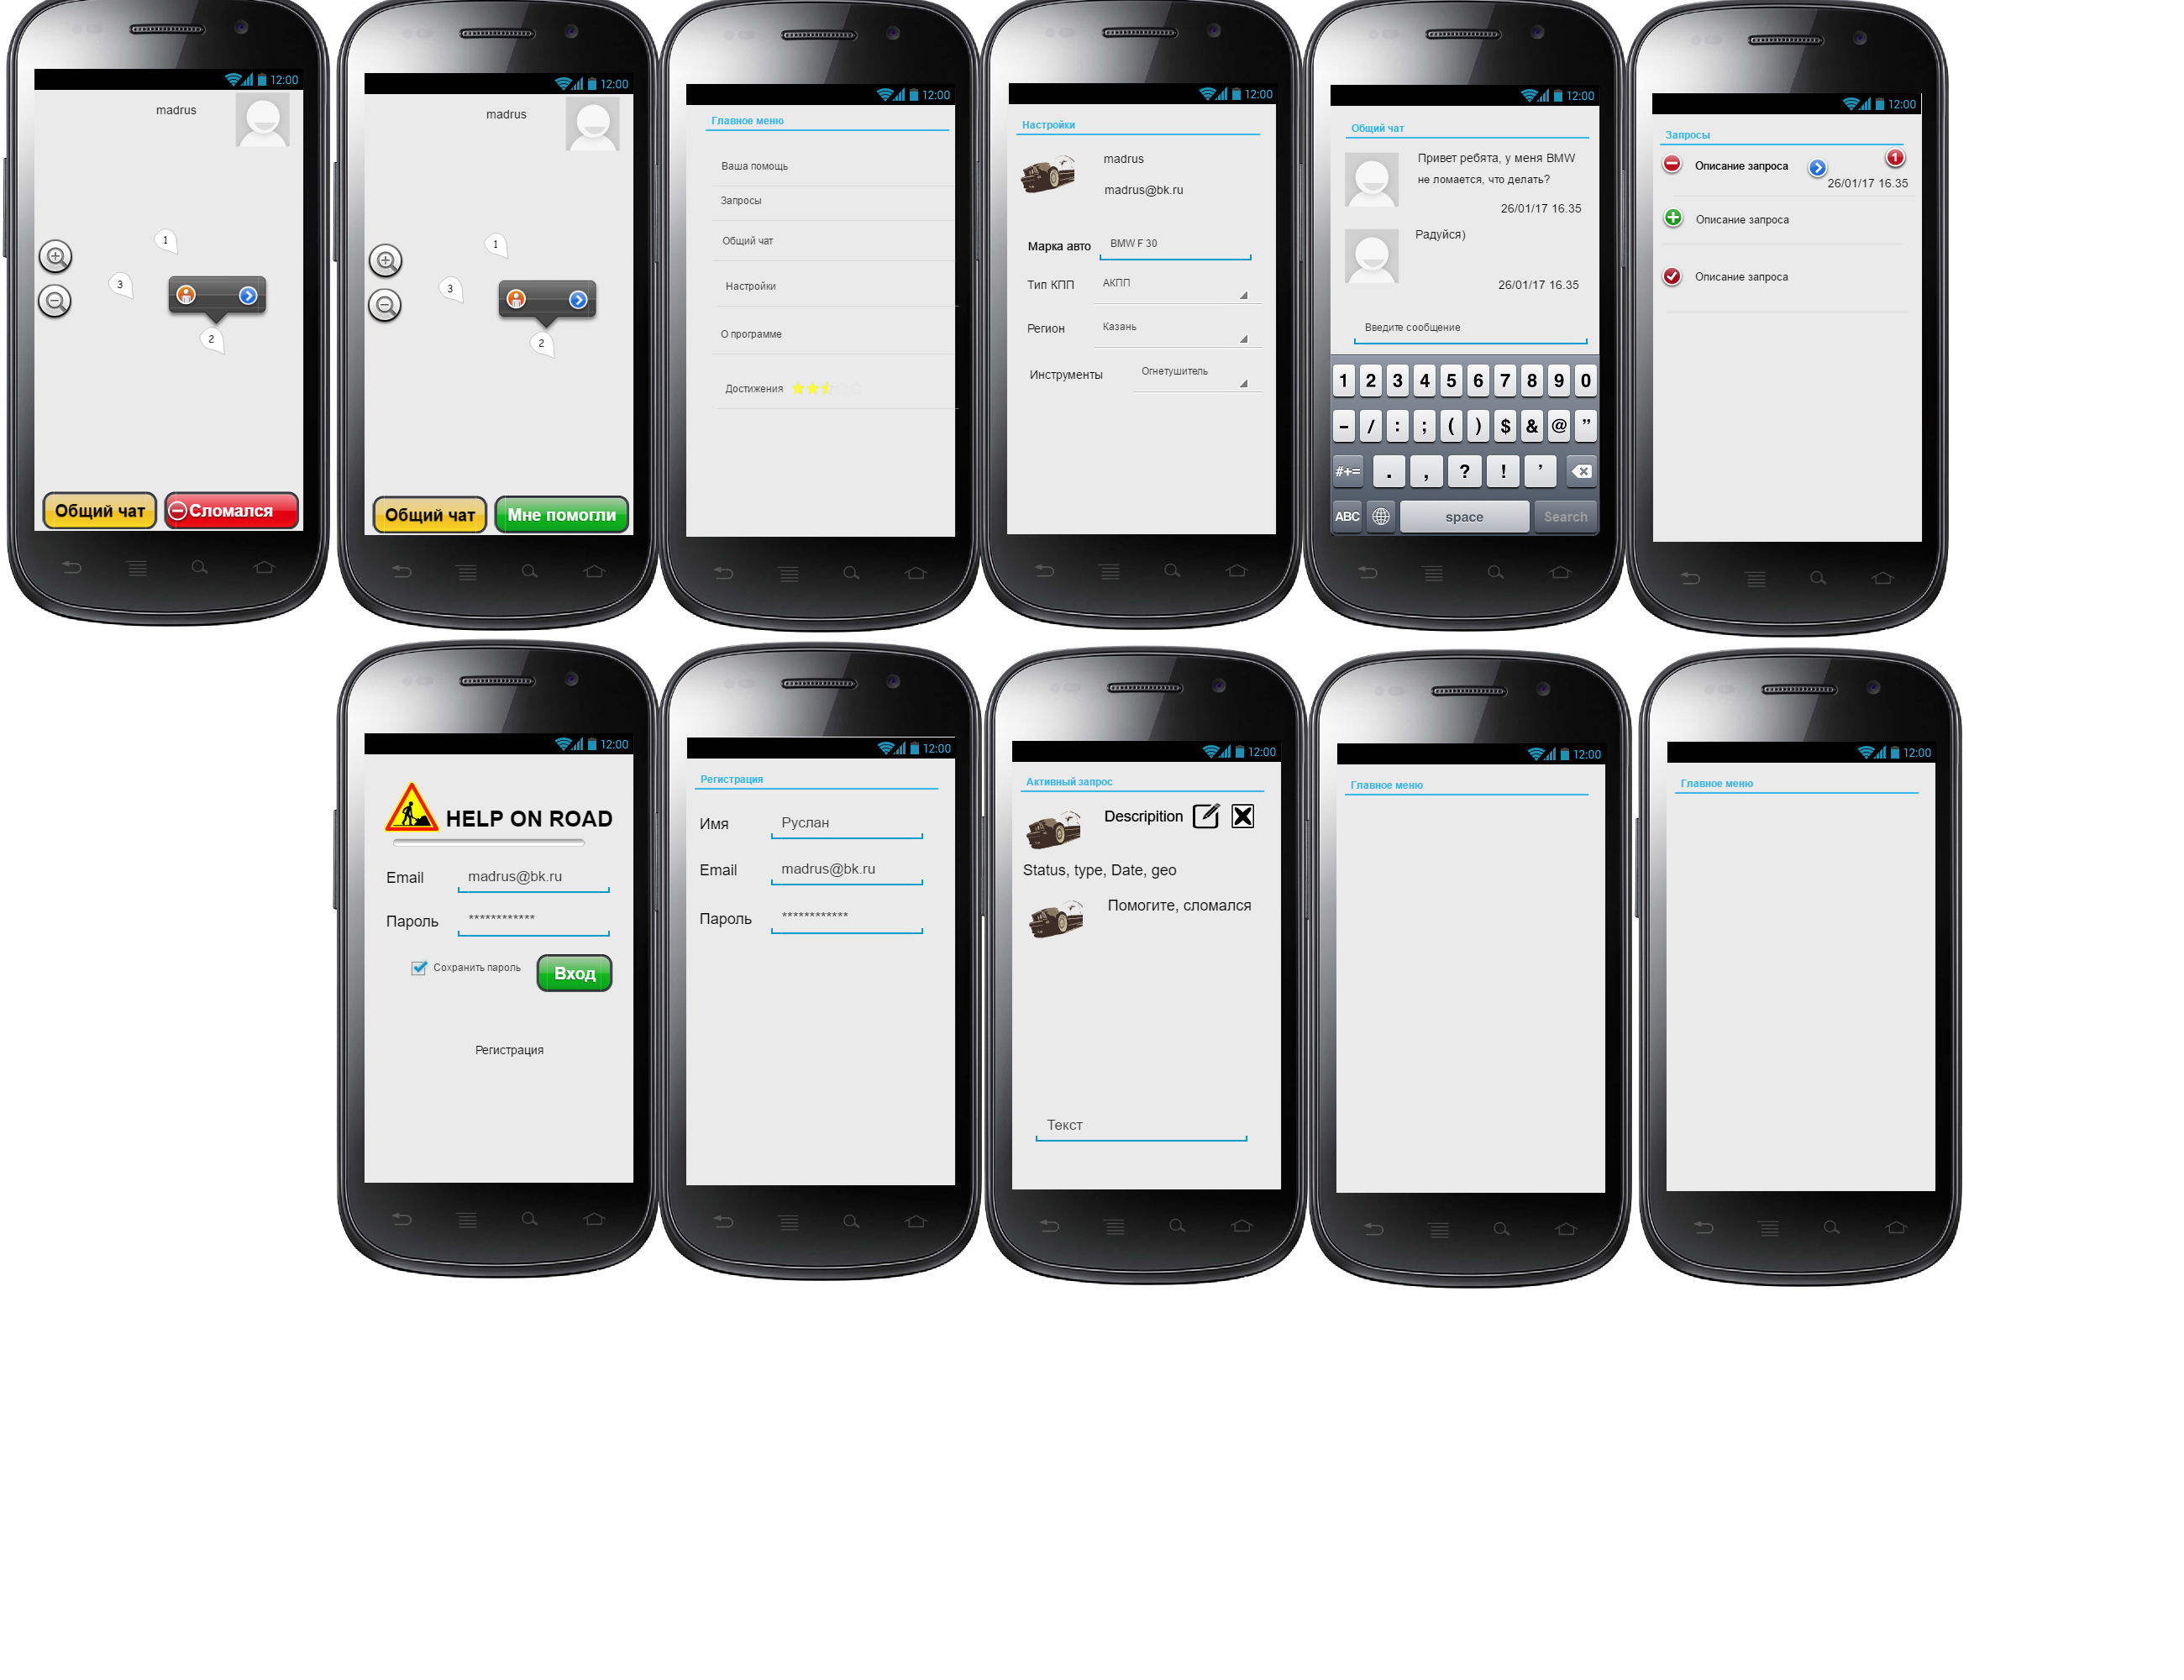 12:00
madrus
1
3
2
Общий чат
Сломался
12:00
madrus
1
3
2
Общий чат
Мне помогли
12:00
Главное меню
Ваша помощь
Запросы
Общий чат
Настройки
О программе
Достижения
12:00
Настройки
madrus
madrus@bk.ru
Марка авто BMW F 30
Тип КПП АКПП
Регион Казань
Инструменты Огнетушитель
12:00
Общий чат
Привет ребята, у меня BMW
не ломается, что делать?
26/01/17 16.35
Радуйся)
26/01/17 16.35
Введите сообщение
1 2 3 4 5 6 7 8 9 0
- / : ; ( ) $ & @ ”
#+= . , ? ! ’
ABC space Search
12:00
Запросы
1
Описание запроса
26/01/17 16.35
Описание запроса
Описание запроса
12:00
HELP ON ROAD
Email madrus@bk.ru
Пароль ************
Сохранить пароль Вход
Регистрация
12:00
Регистрация
Имя Руслан
Email madrus@bk.ru
Пароль ************
12:00
Активный запрос
Descripition
Status, type, Date, geo
Помогите, сломался
Текст
12:00
Главное меню
12:00
Главное меню